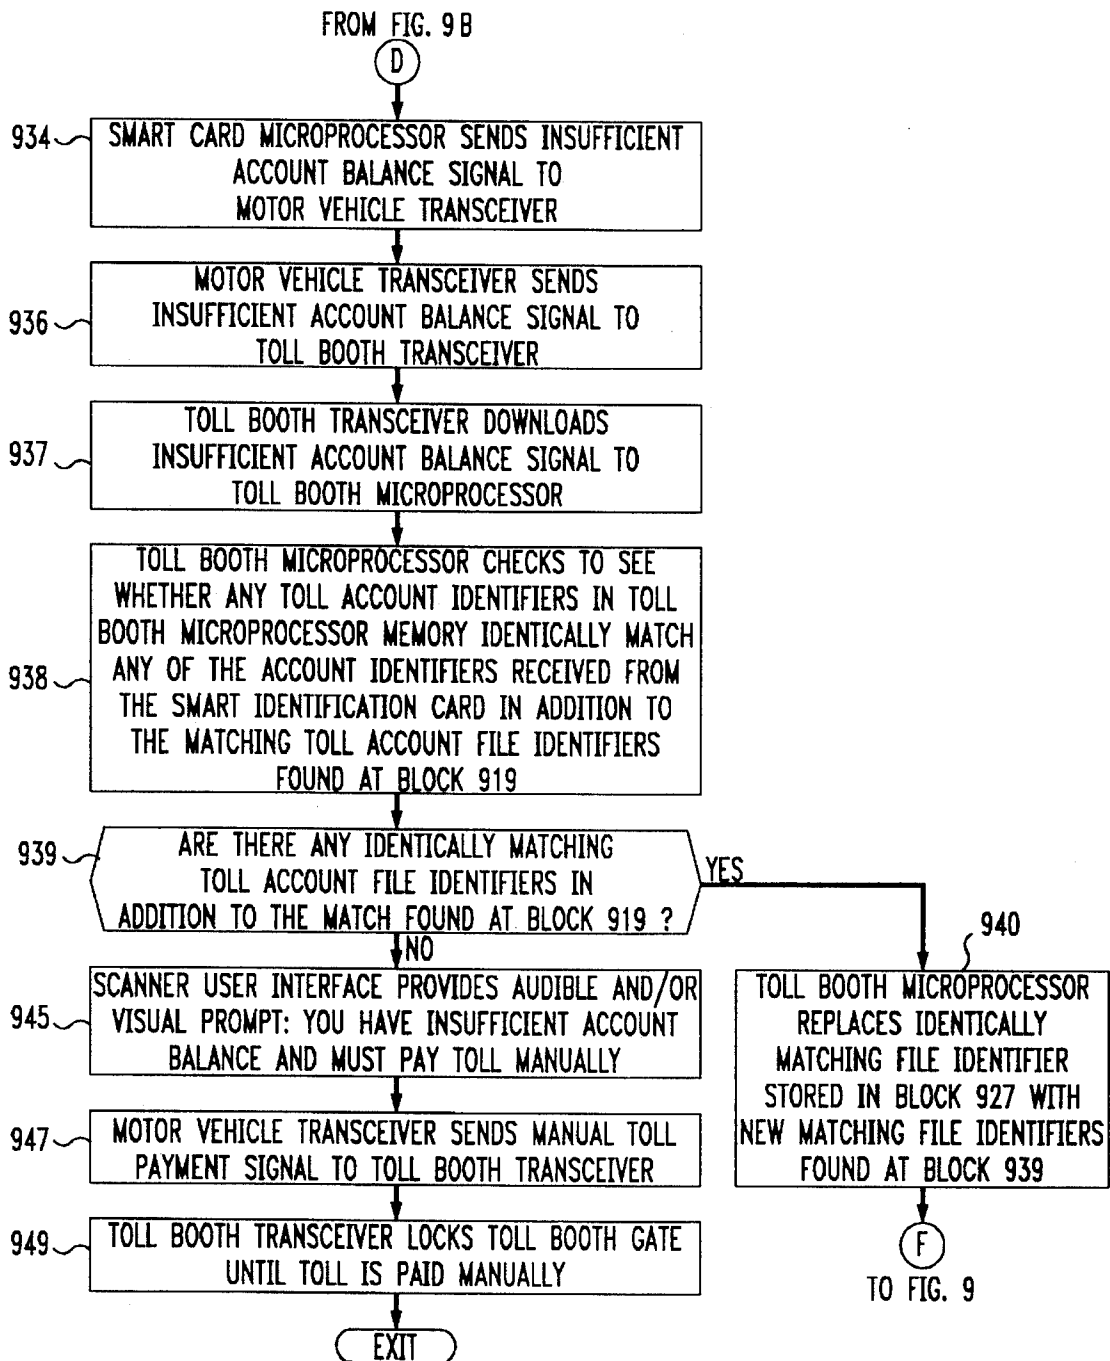 FROM FIG. 9B
D
934
SMART CARD MICROPROCESSOR SENDS INSUFFICIENT
ACCOUNT BALANCE SIGNAL TO
MOTOR VEHICLE TRANSCEIVER
936
MOTOR VEHICLE TRANSCEIVER SENDS
INSUFFICIENT ACCOUNT BALANCE SIGNAL TO
TOLL BOOTH TRANSCEIVER
937
TOLL BOOTH TRANSCEIVER DOWNLOADS
INSUFFICIENT ACCOUNT BALANCE SIGNAL TO
TOLL BOOTH MICROPROCESSOR
938
TOLL BOOTH MICROPROCESSOR CHECKS TO SEE
WHETHER ANY TOLL ACCOUNT IDENTIFIERS IN TOLL
BOOTH MICROPROCESSOR MEMORY IDENTICALLY MATCH
ANY OF THE ACCOUNT IDENTIFIERS RECEIVED FROM
THE SMART IDENTIFICATION CARD IN ADDITION TO
THE MATCHING TOLL ACCOUNT FILE IDENTIFIERS
FOUND AT BLOCK 919
939
ARE THERE ANY IDENTICALLY MATCHING
TOLL ACCOUNT FILE IDENTIFIERS IN
ADDITION TO THE MATCH FOUND AT BLOCK 919 ?
YES
NO
940
TOLL BOOTH MICROPROCESSOR
REPLACES IDENTICALLY
MATCHING FILE IDENTIFIER
STORED IN BLOCK 927 WITH
NEW MATCHING FILE IDENTIFIERS
FOUND AT BLOCK 939
F
TO FIG. 9
945
SCANNER USER INTERFACE PROVIDES AUDIBLE AND/OR
VISUAL PROMPT: YOU HAVE INSUFFICIENT ACCOUNT
BALANCE AND MUST PAY TOLL MANUALLY
947
MOTOR VEHICLE TRANSCEIVER SENDS MANUAL TOLL
PAYMENT SIGNAL TO TOLL BOOTH TRANSCEIVER
949
TOLL BOOTH TRANSCEIVER LOCKS TOLL BOOTH GATE
UNTIL TOLL IS PAID MANUALLY
EXIT